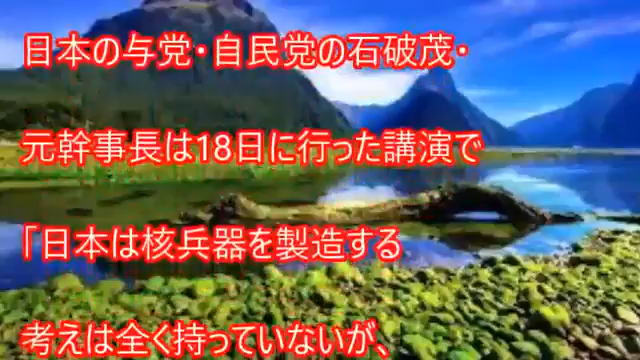 日本の与党・自民党の石破茂・
元幹事長は18日に行った講演で
「日本は核兵器を製造する
考えは全く持っていないが、